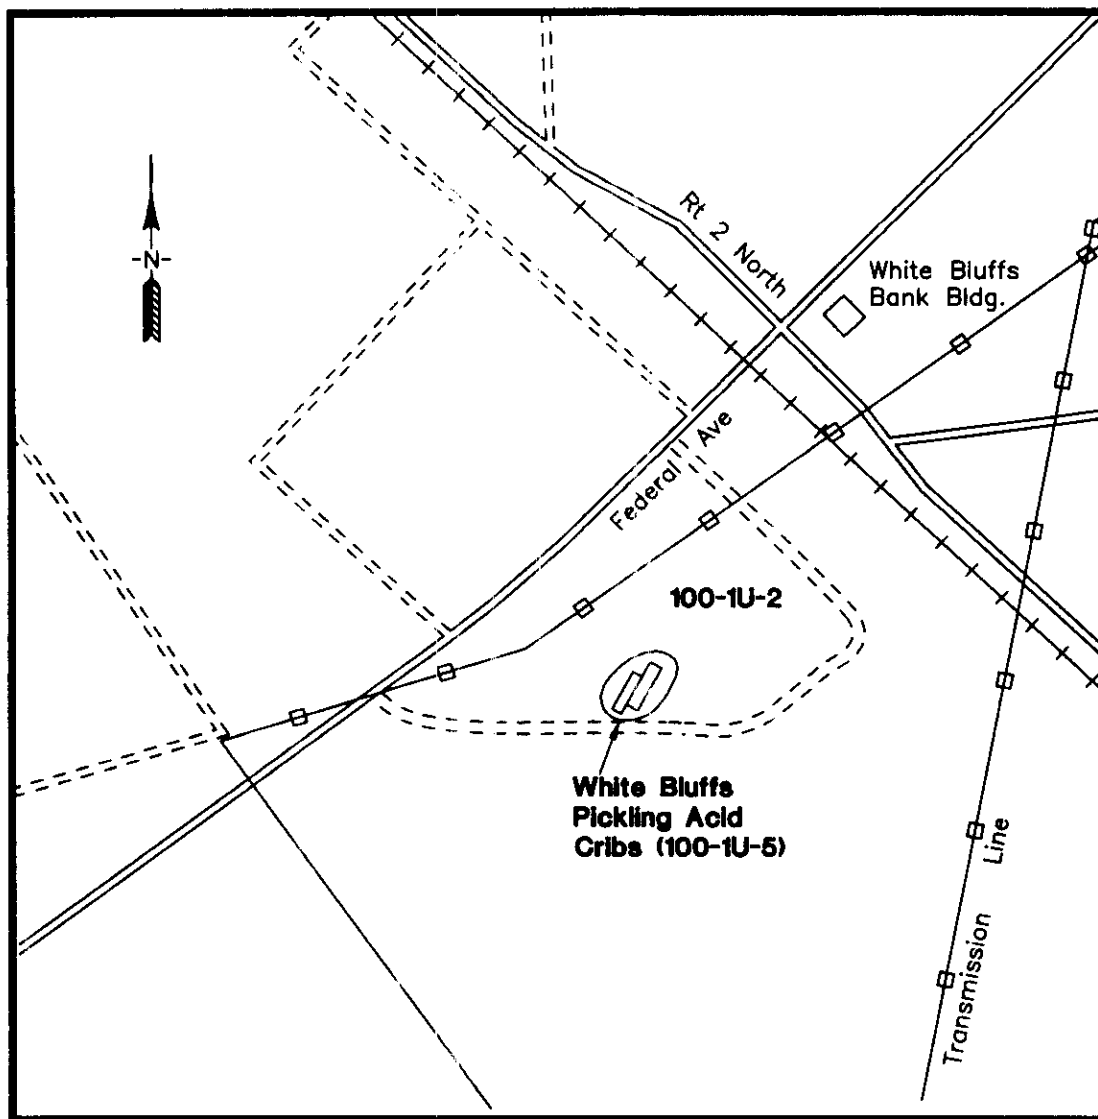 Rt 2 North
-N-
White Bluffs
Bank Bldg.
Federal Ave
100-1U-2
White Bluffs
Pickling Acid
Cribs (100-1U-5)
Transmission Line